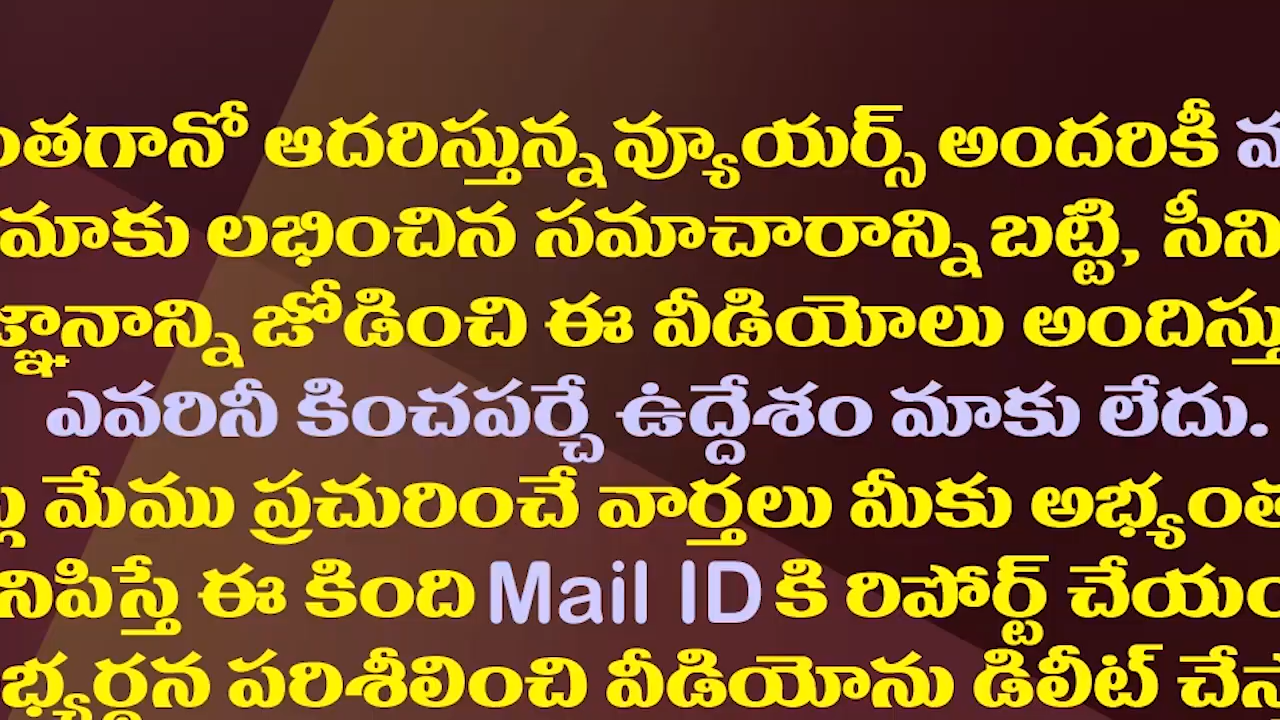 ంతగానో ఆదరిస్తున్న వ్యూయర్స్ అందరికీ
మాకు లభించిన సమాచారాన్ని బట్టి, సీని
జ్ఞానాన్ని జోడించి ఈ వీడియోలు అందిస్తు
ఎవరినీ కించపర్చే ఉద్దేశం మాకు లేదు.
మేము ప్రచురించే వార్తలు మీకు అభ్యంత
నిపిస్తే ఈ కింది Mail ID కి రిపోర్ట్ చేయం
భ్యర్థన పరిశీలించి వీడియోను డిలీట్ చేస